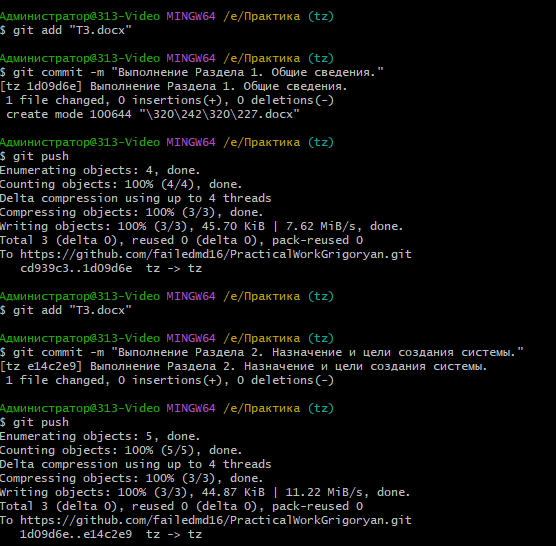 Администратор@313-Video MINGW64 /e/Практика (tz)
$ git add "ТЗ.docx"
Администратор@313-Video MINGW64 /e/Практика (tz)
$ git commit -m "Выполнение Раздела 1. Общие сведения."
[tz 1d09d6e] Выполнение Раздела 1. Общие сведения.
1 file changed, 0 insertions(+), 0 deletions(-)
create mode 100644 "\320\242\320\227.docx"
Администратор@313-Video MINGW64 /e/Практика (tz)
$ git push
Enumerating objects: 4, done.
Counting objects: 100% (4/4), done.
Delta compression using up to 4 threads
Compressing objects: 100% (3/3), done.
Writing objects: 100% (3/3), 45.70 KiB | 7.62 MiB/s, done.
Total 3 (delta 0), reused 0 (delta 0), pack-reused 0
To https://github.com/failedmd16/PracticalWorkGrigoryan.git
cd939c3..1d09d6e  tz -> tz
Администратор@313-Video MINGW64 /e/Практика (tz)
$ git add "ТЗ.docx"
Администратор@313-Video MINGW64 /e/Практика (tz)
$ git commit -m "Выполнение Раздела 2. Назначение и цели создания системы."
[tz e14c2e9] Выполнение Раздела 2. Назначение и цели создания системы.
1 file changed, 0 insertions(+), 0 deletions(-)
Администратор@313-Video MINGW64 /e/Практика (tz)
$ git push
Enumerating objects: 5, done.
Counting objects: 100% (5/5), done.
Delta compression using up to 4 threads
Compressing objects: 100% (3/3), done.
Writing objects: 100% (3/3), 44.87 KiB | 11.22 MiB/s, done.
Total 3 (delta 0), reused 0 (delta 0), pack-reused 0
To https://github.com/failedmd16/PracticalWorkGrigoryan.git
1d09d6e..e14c2e9  tz -> tz